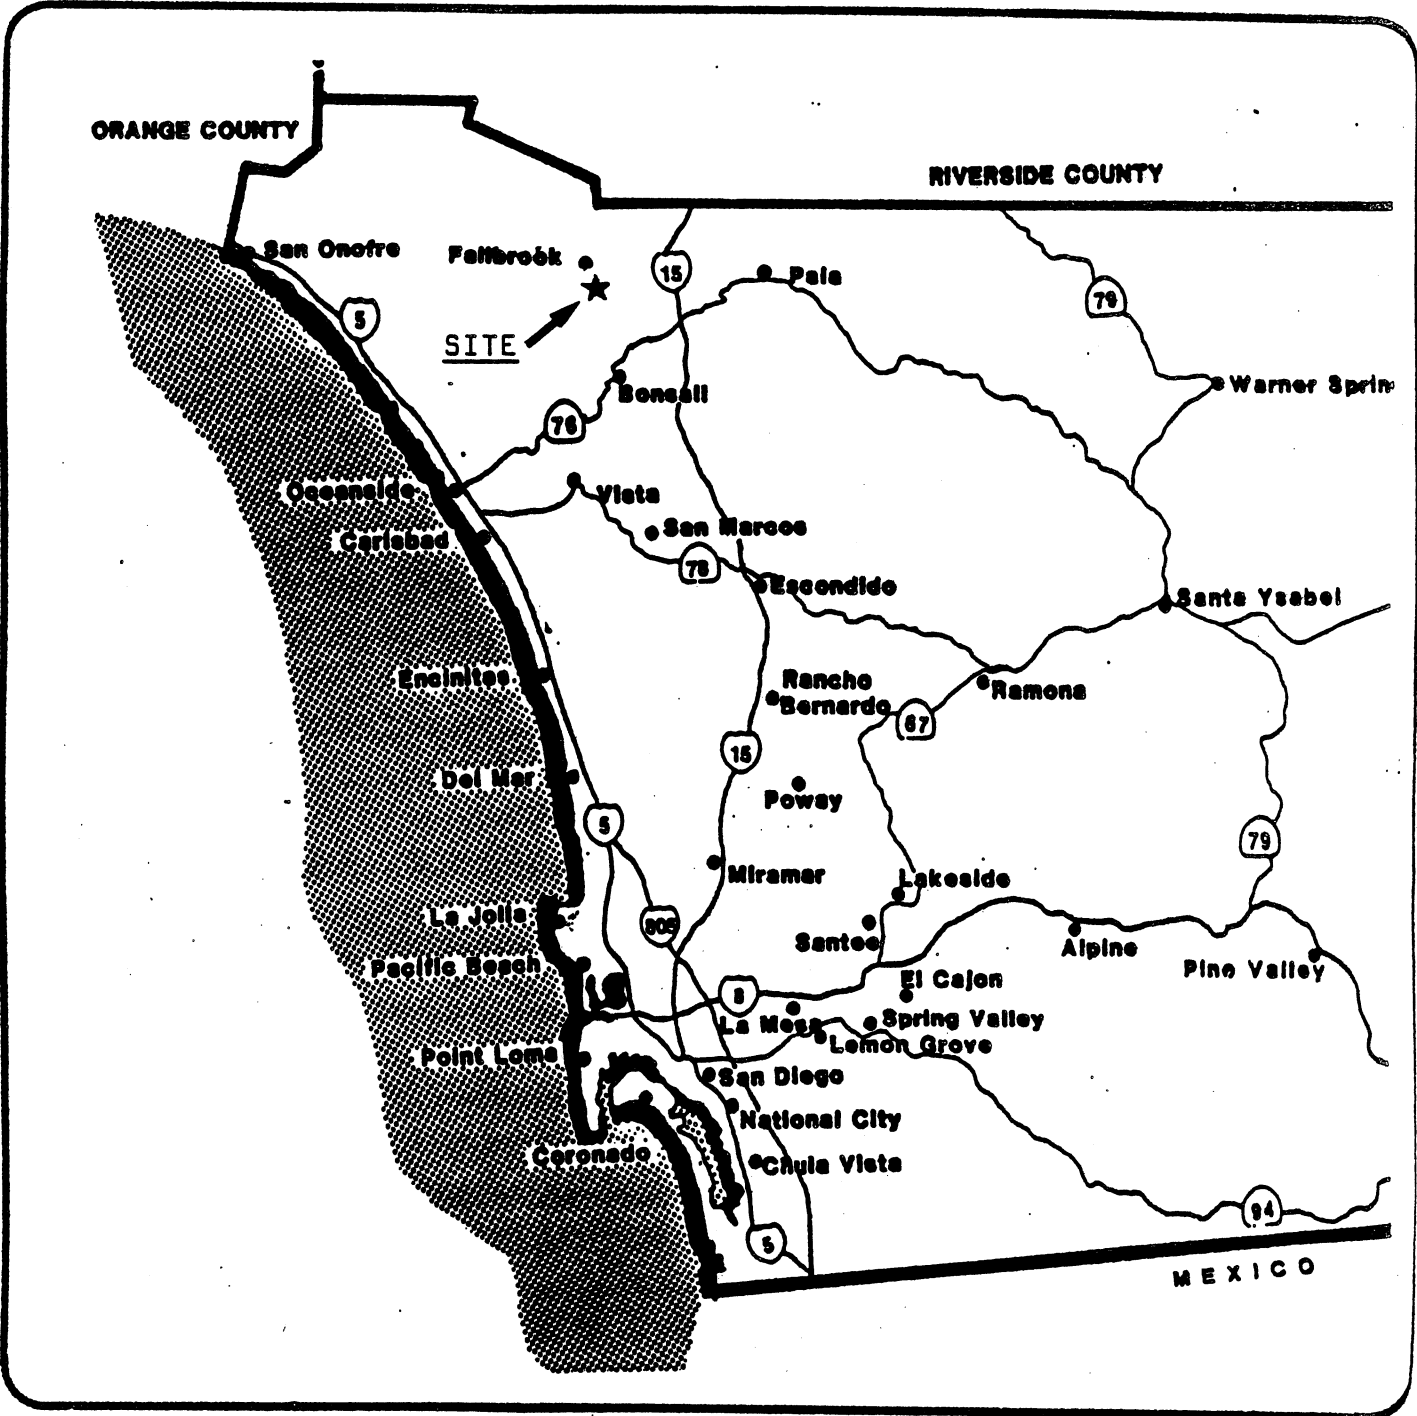 ORANGE COUNTY
RIVERSIDE COUNTY
San Onofre
Fallbrook
15
Pala
79
5
SITE
Warner Sprin
Bonsall
76
Oceanside
Vista
San Marcos
Carlsbad
78
Escondido
Santa Ysabel
Encinitas
Rancho
Bernardo
Ramona
67
15
Del Mar
Poway
5
79
Miramar
Lakeside
La Jolla
805
Santee
Alpine
Pacific Beach
Pine Valley
El Cajon
8
La Mesa
Spring Valley
Lemon Grove
Point Loma
San Diego
National City
Coronado
Chula Vista
94
5
MEXICO